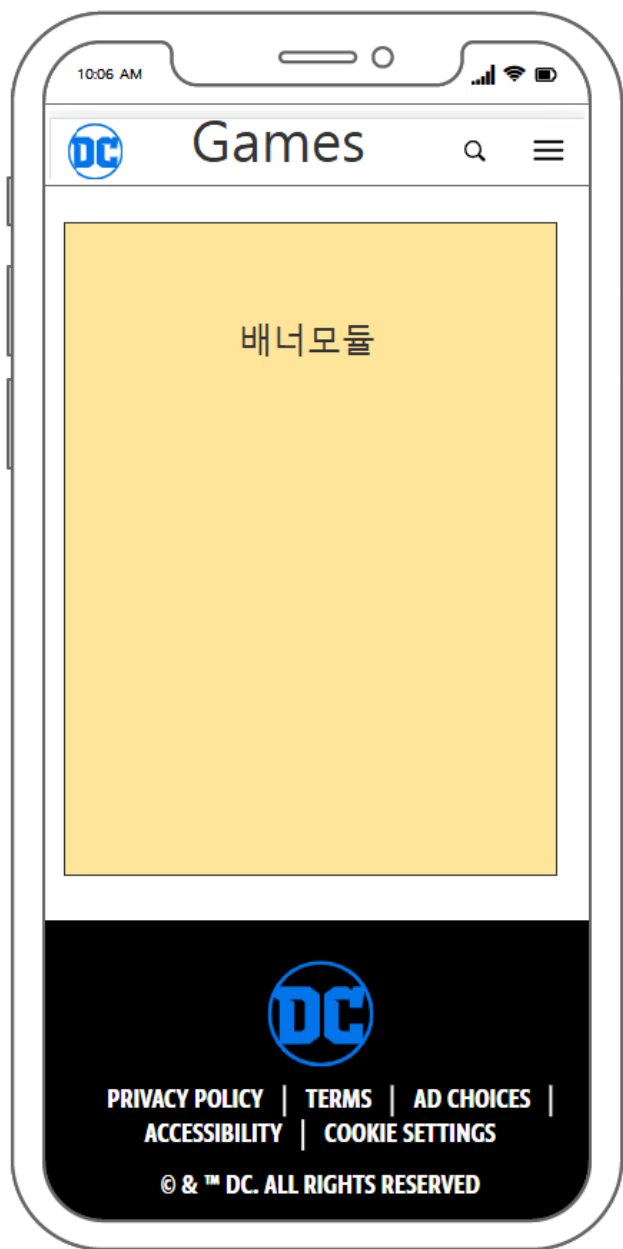 10:06 AM
DC Games
배너모듈
DC
PRIVACY POLICY | TERMS | AD CHOICES |
ACCESSIBILITY | COOKIE SETTINGS
© & ™ DC. ALL RIGHTS RESERVED